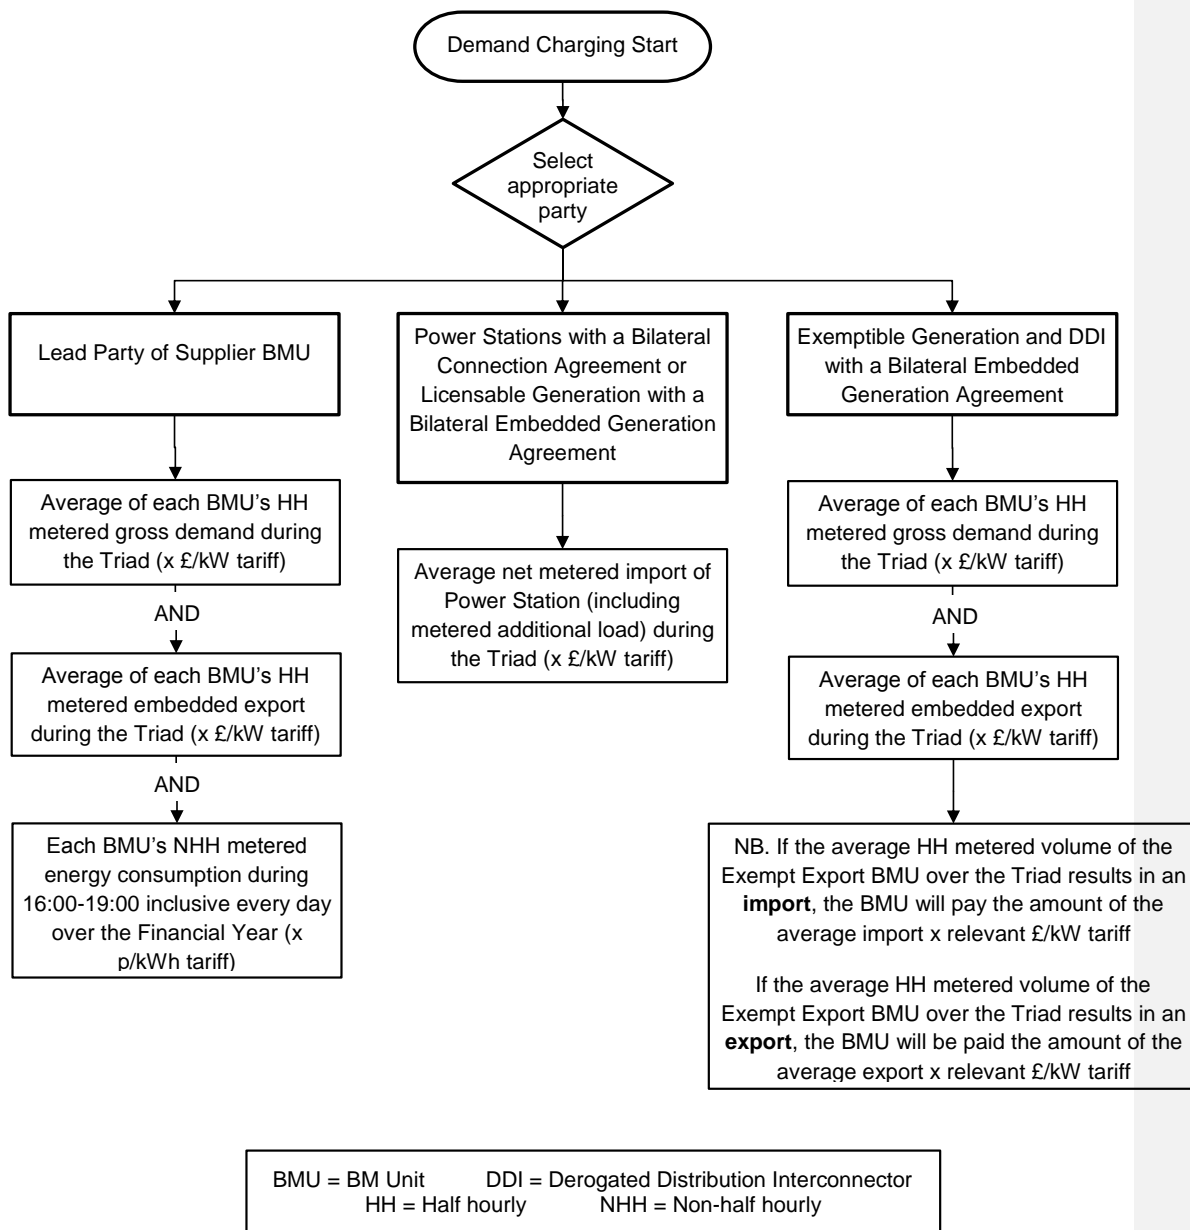 Demand Charging Start
Select
appropriate
party
Lead Party of Supplier BMU
Power Stations with a Bilateral
Connection Agreement or
Licensable Generation with a
Bilateral Embedded Generation
Agreement
Exemptible Generation and DDI
with a Bilateral Embedded
Generation Agreement
Average of each BMU's HH
metered gross demand during
the Triad (x £/kW tariff)
AND
Average of each BMU's HH
metered embedded export
during the Triad (x £/kW tariff)
AND
Each BMU's NHH metered
energy consumption during
16:00-19:00 inclusive every day
over the Financial Year (x
p/kWh tariff)
Average net metered import of
Power Station (including
metered additional load) during
the Triad (x £/kW tariff)
Average of each BMU's HH
metered gross demand during
the Triad (x £/kW tariff)
AND
Average of each BMU's HH
metered embedded export
during the Triad (x £/kW tariff)
NB. If the average HH metered volume of the
Exempt Export BMU over the Triad results in an
import, the BMU will pay the amount of the
average import x relevant £/kW tariff
If the average HH metered volume of the
Exempt Export BMU over the Triad results in an
export, the BMU will be paid the amount of the
average export x relevant £/kW tariff
BMU = BM Unit DDI = Derogated Distribution Interconnector
HH = Half hourly NHH = Non-half hourly